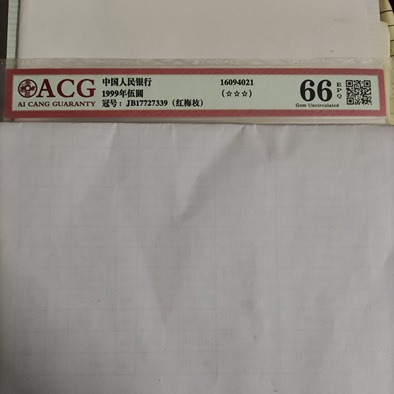 ACG
AI CANG GUARANTY
中国人民银行
1999年伍圆
冠号：JB17727339（红梅枝）
16094021
(☆☆☆)
66
EPQ
Gem Uncirculated